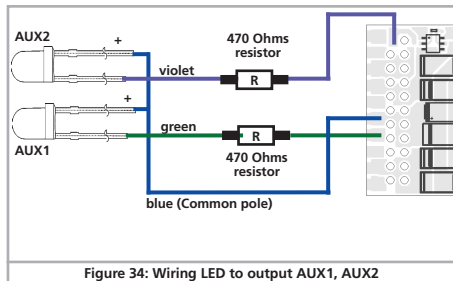 AUX2
+
470 Ohms
resistor
violet
R
+
green
R
AUX1
470 Ohms
resistor
blue (Common pole)
Figure 34: Wiring LED to output AUX1, AUX2